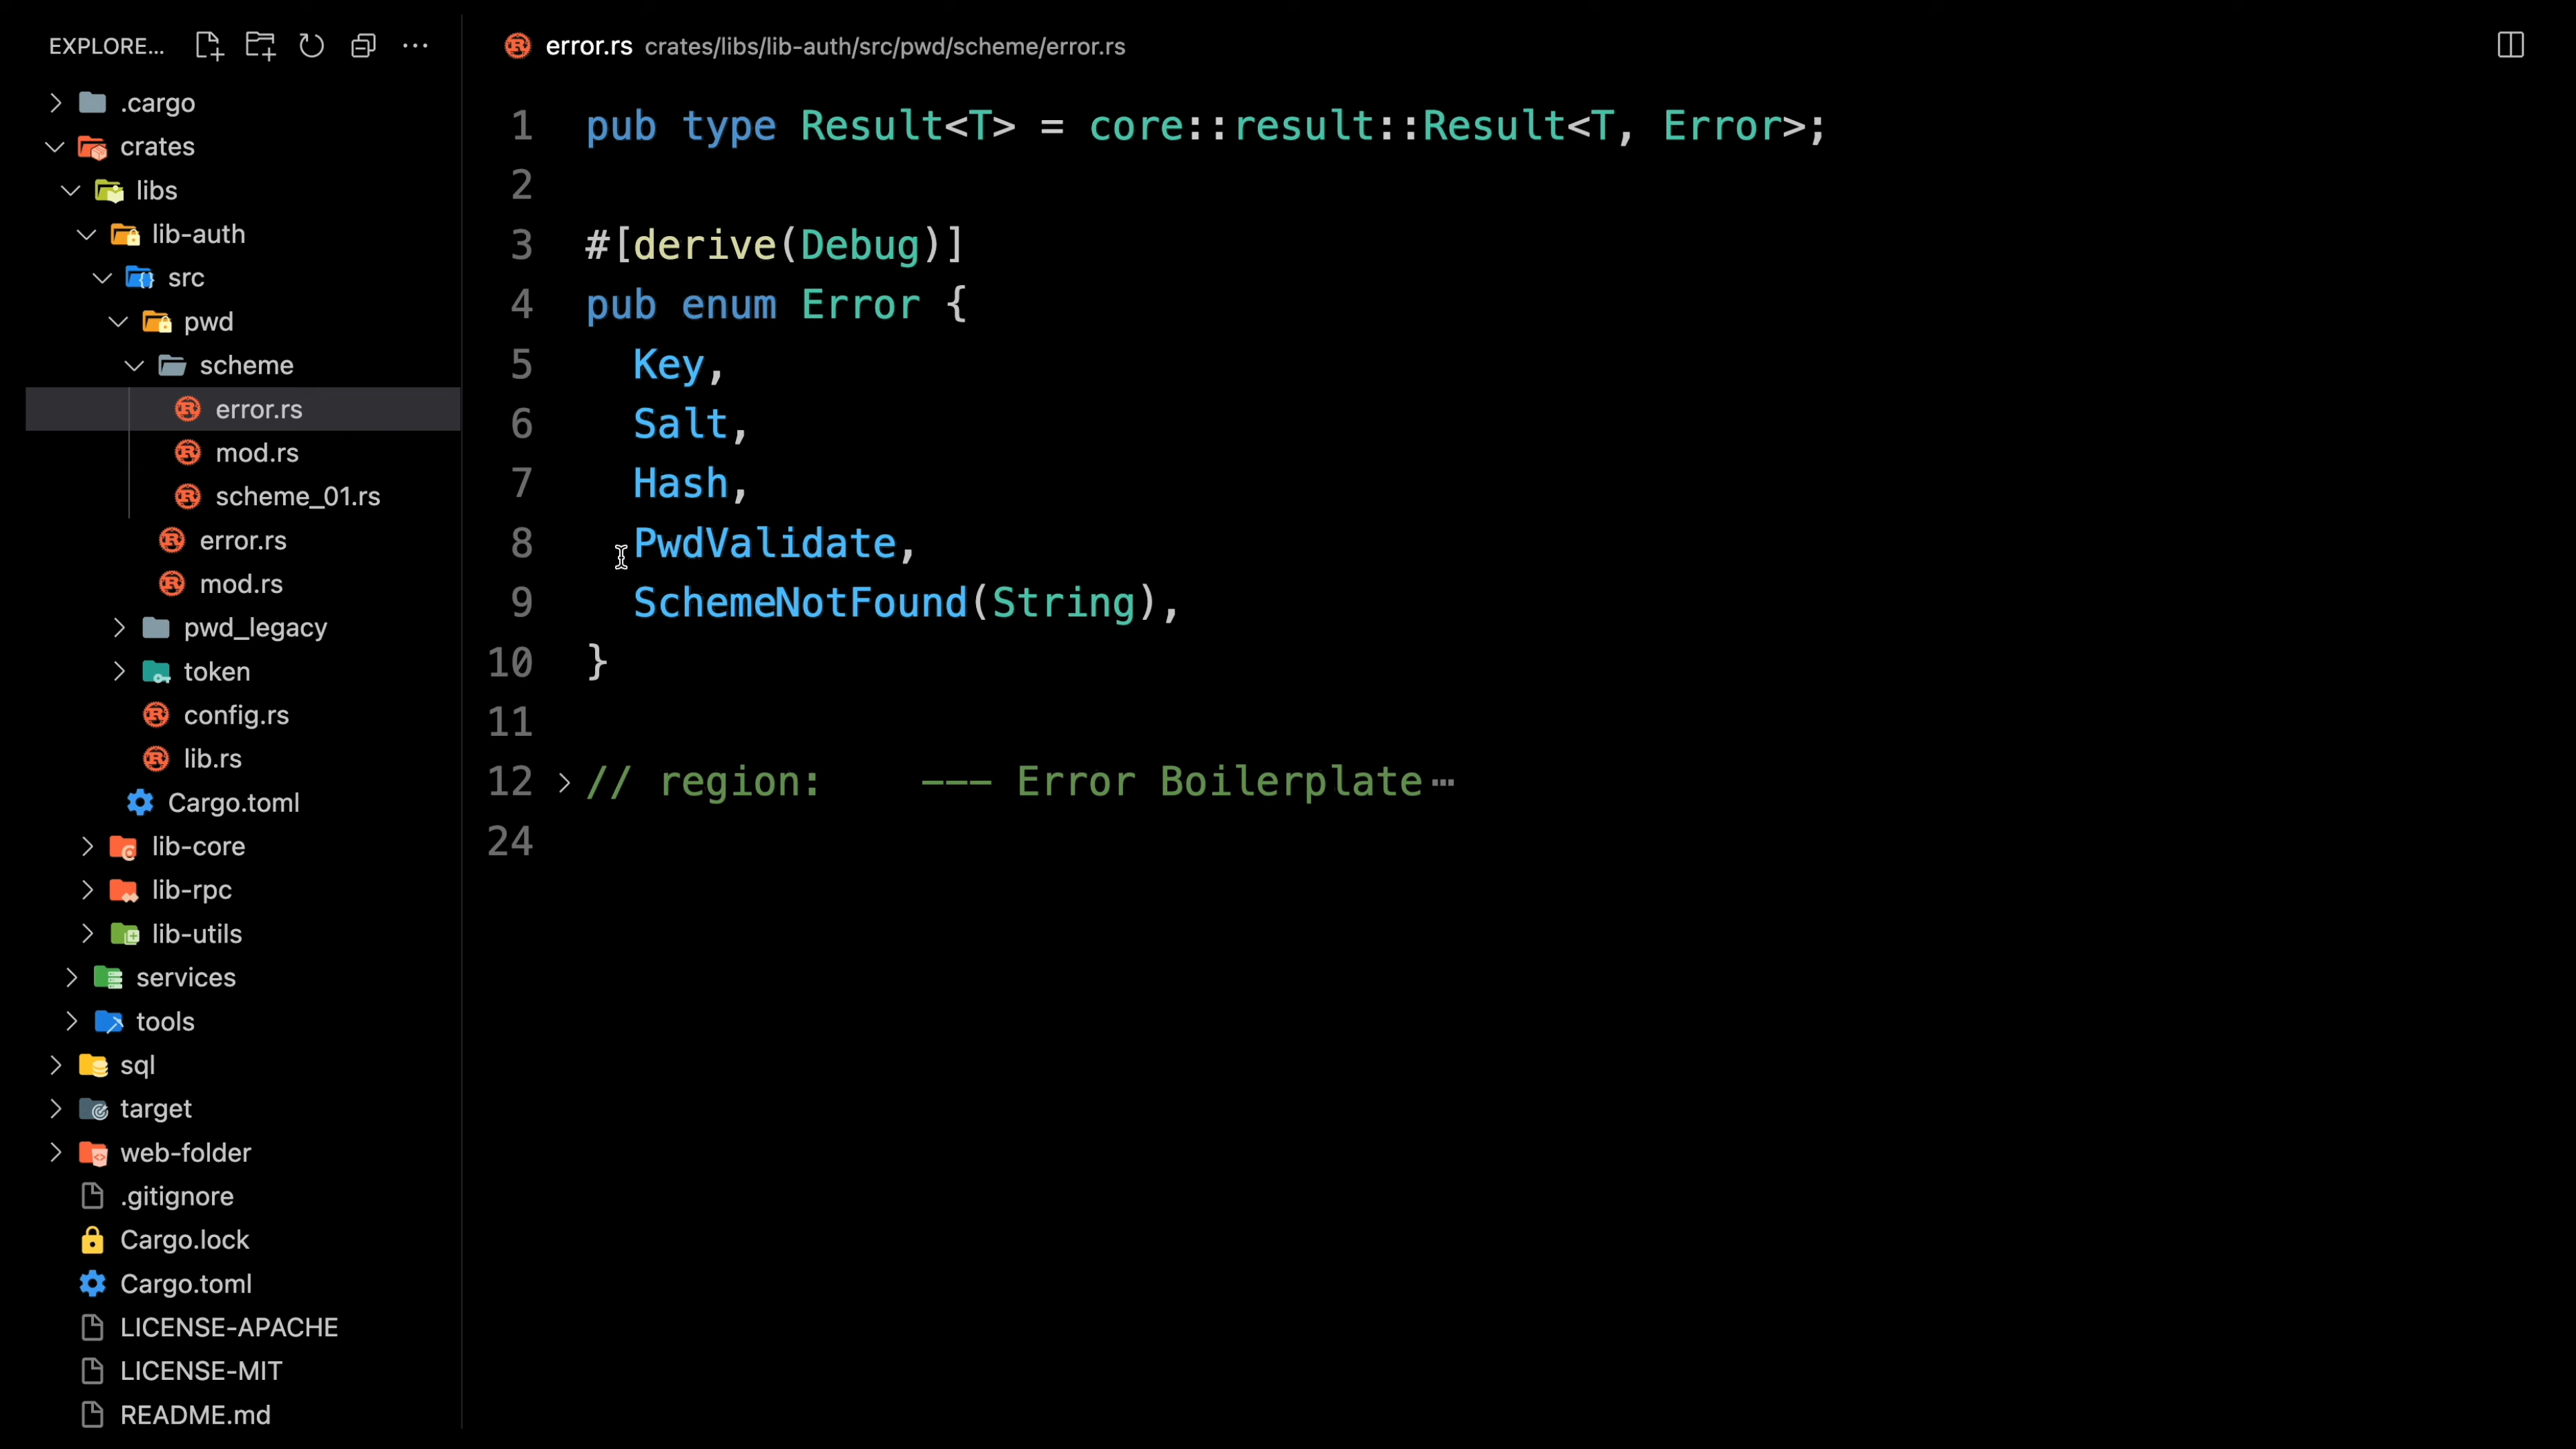 EXPLORE...
.cargo
crates
libs
lib-auth
src
pwd
scheme
error.rs
mod.rs
scheme_01.rs
error.rs
mod.rs
pwd_legacy
token
config.rs
lib.rs
Cargo.toml
lib-core
lib-rpc
lib-utils
services
tools
sql
target
web-folder
.gitignore
Cargo.lock
Cargo.toml
LICENSE-APACHE
LICENSE-MIT
README.md
error.rs crates/libs/lib-auth/src/pwd/scheme/error.rs
1 pub type Result<T> = core::result::Result<T, Error>;
2
3 #[derive(Debug)]
4 pub enum Error {
5 Key,
6 Salt,
7 Hash,
8 PwdValidate,
9 SchemeNotFound(String),
10 }
11
12 // region:    --- Error Boilerplate⋯
24